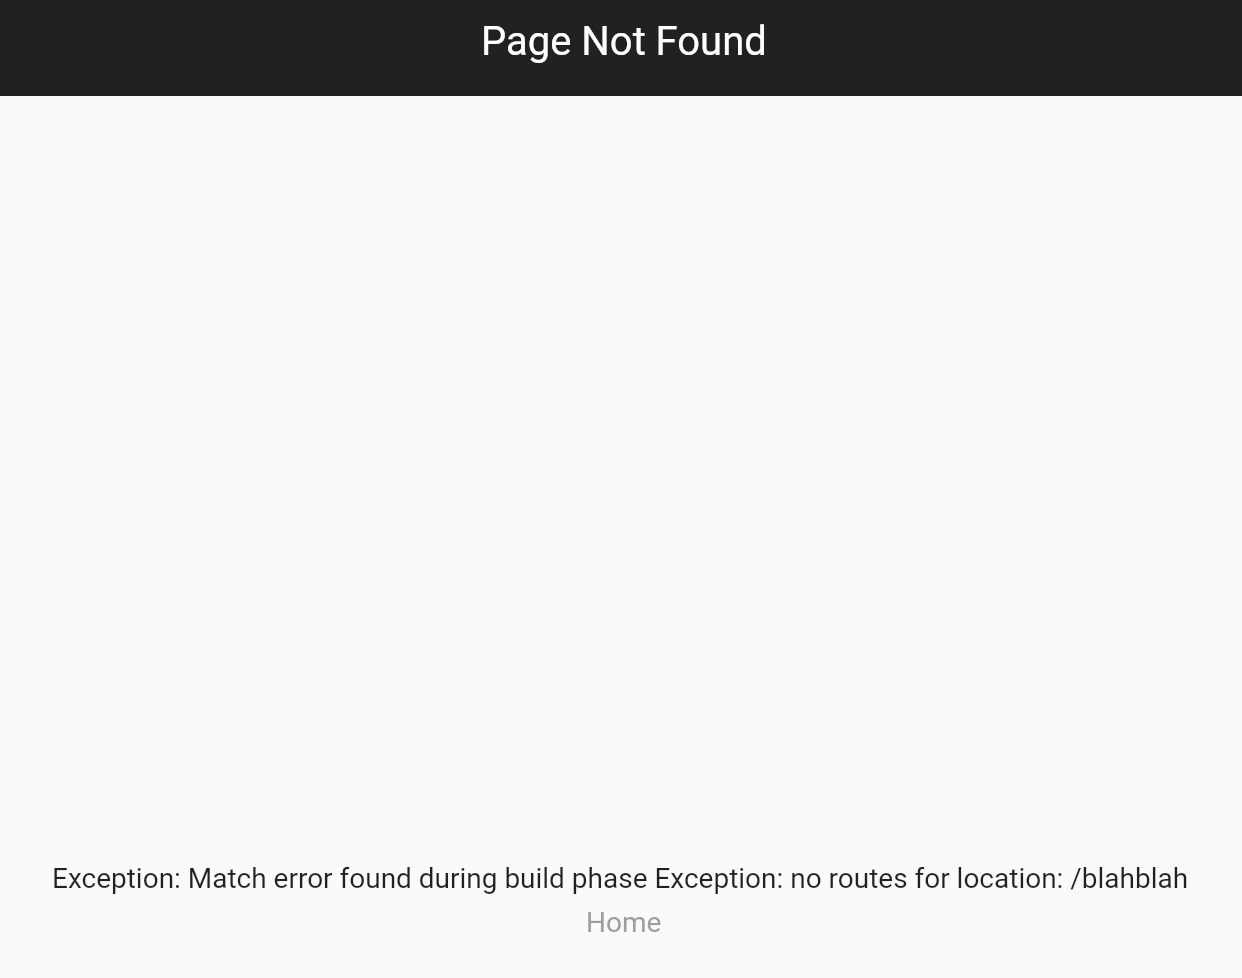 Page Not Found
Exception: Match error found during build phase Exception: no routes for location: /blahblah
Home